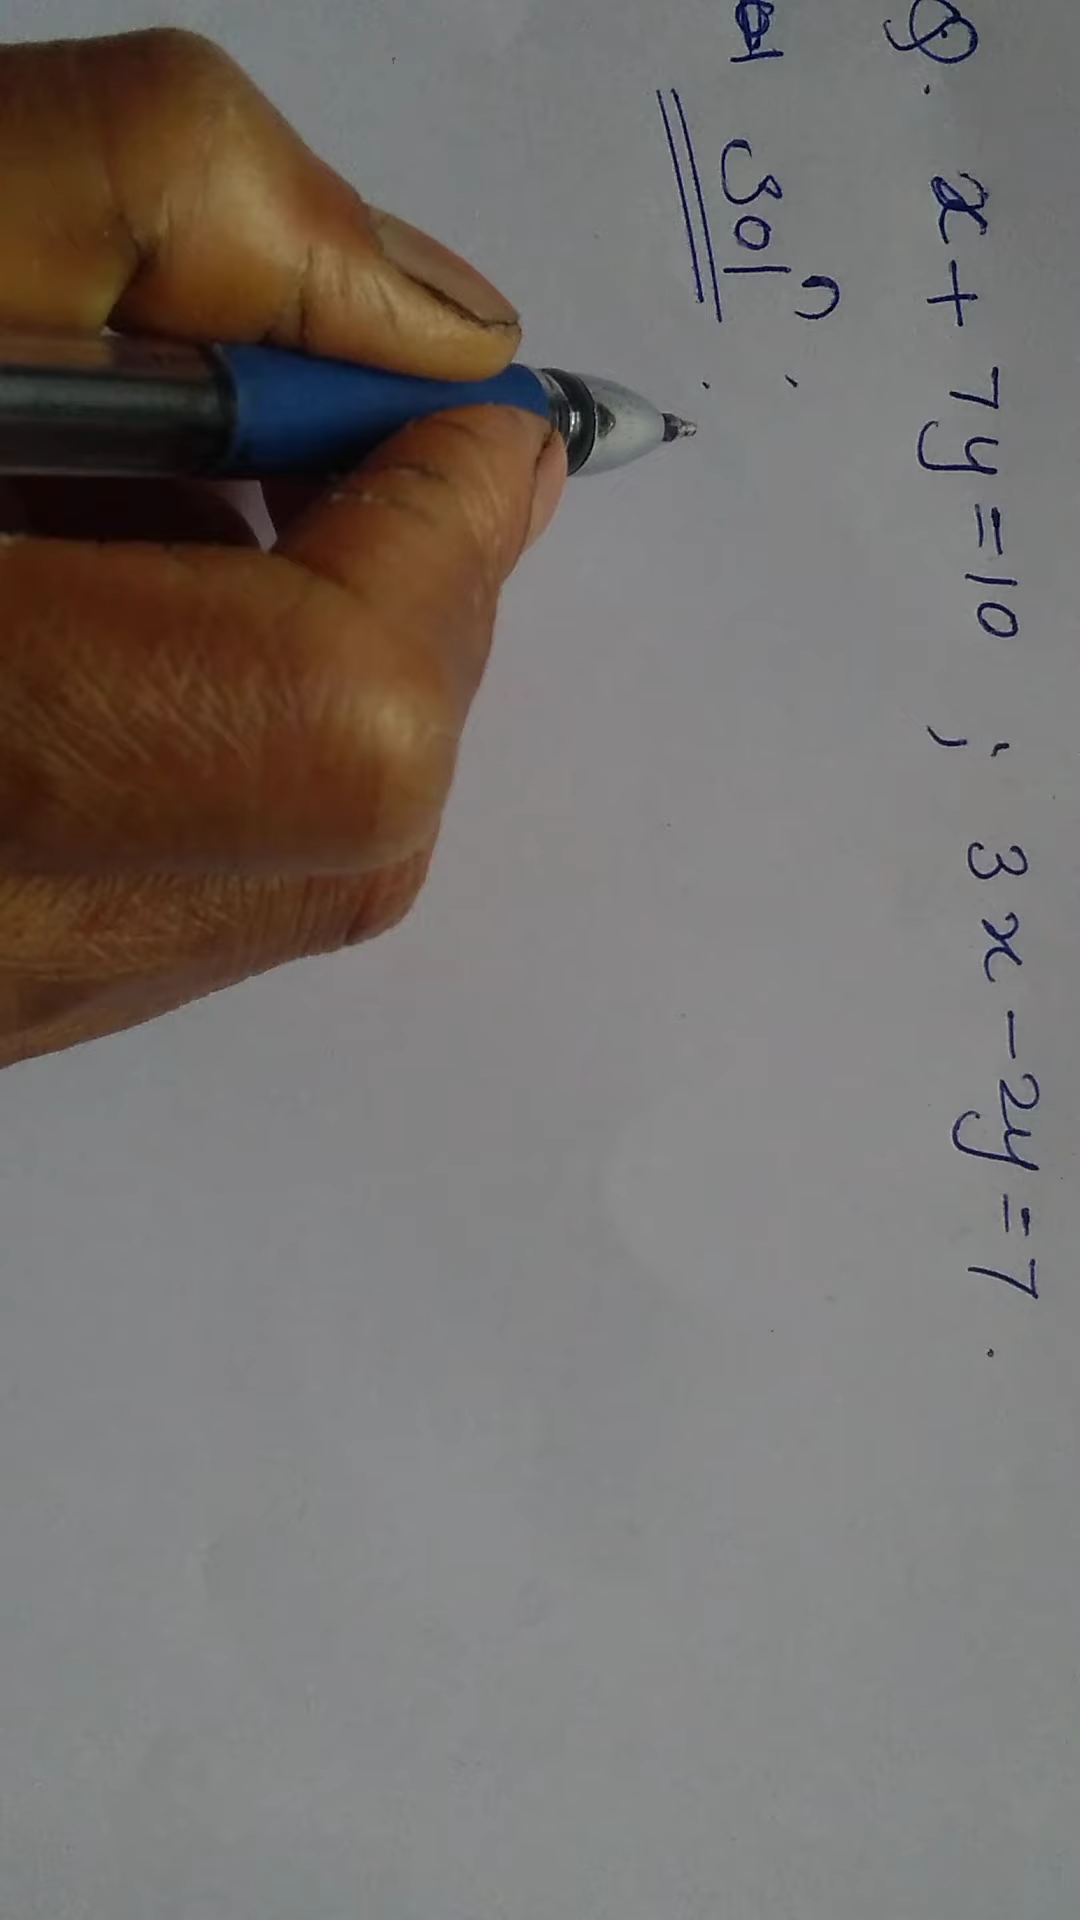 Q. x + 7y = 10 ; 3x - 2y = 7.
Solⁿ :